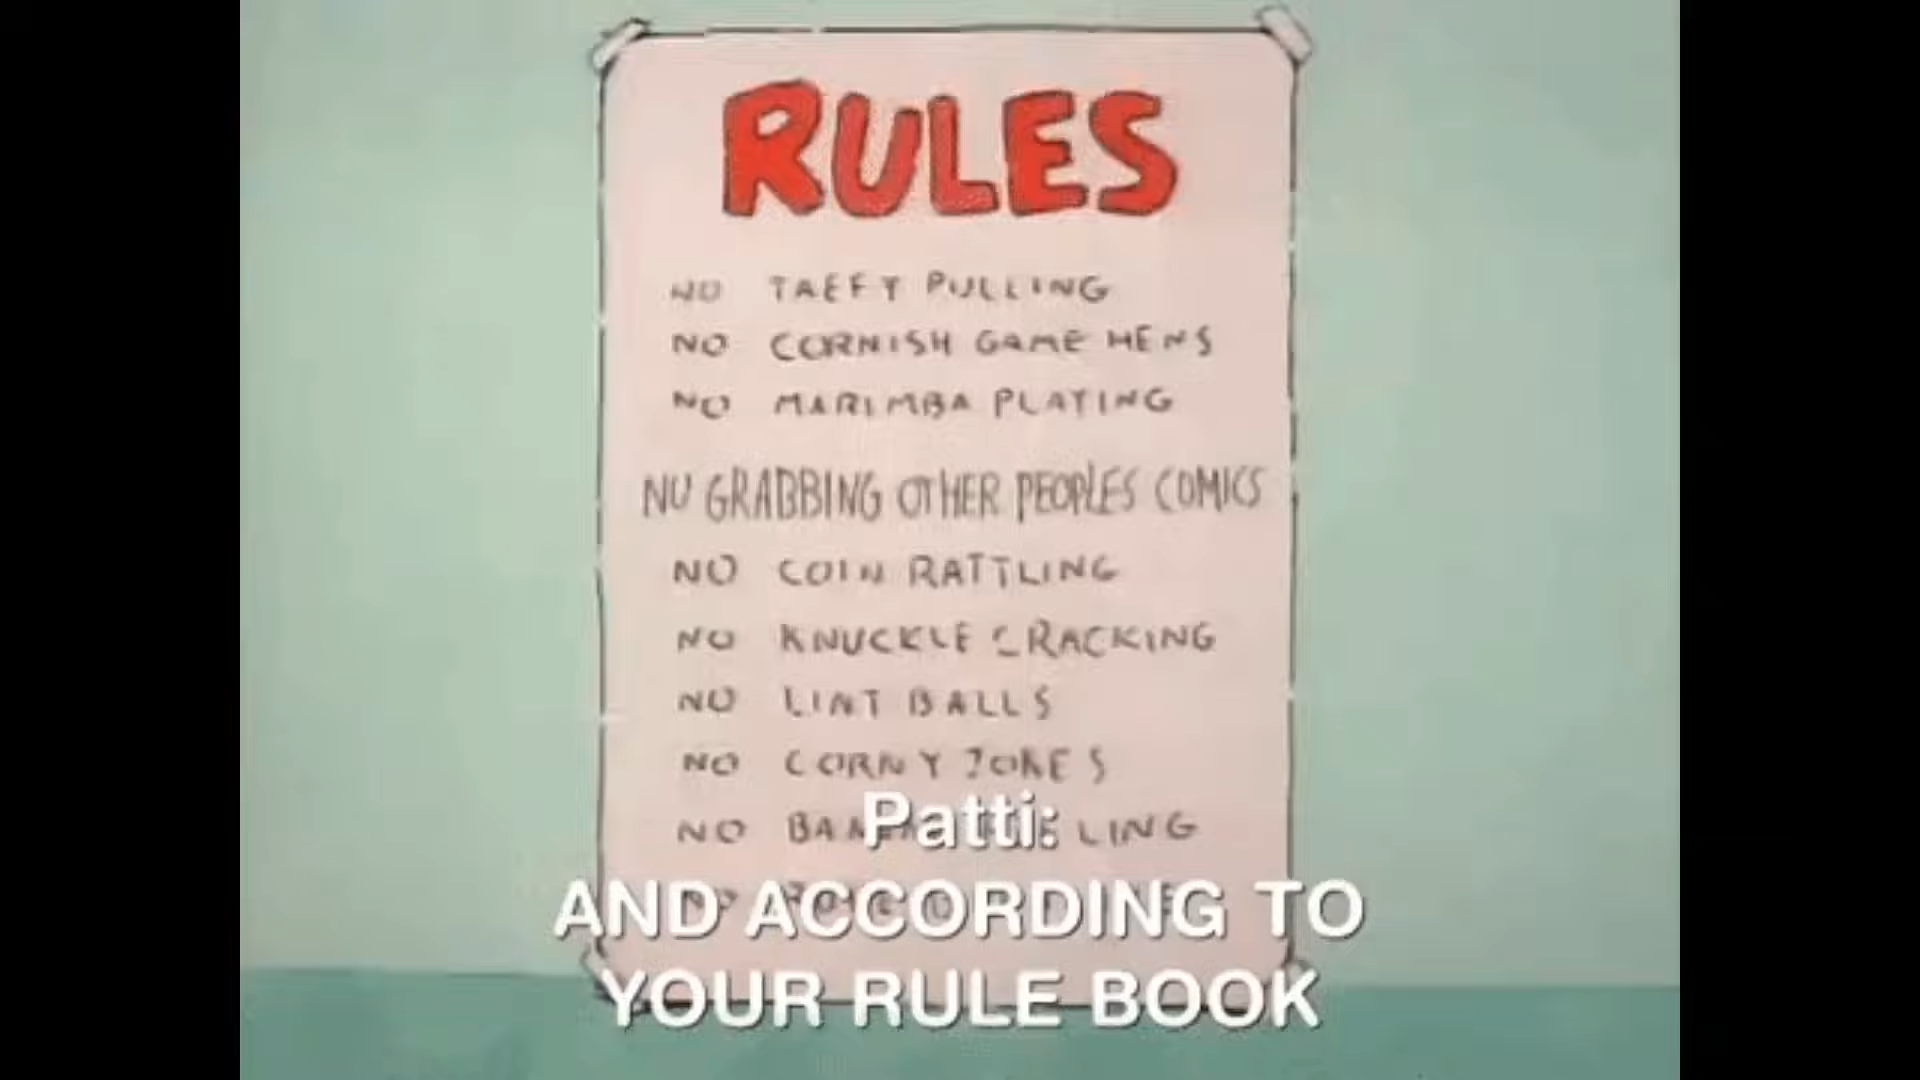 RULES
NO TAFFY PULLING
NO CORNISH GAME HENS
NO MARIMBA PLAYING
NO GRABBING OTHER PEOPLES COMICS
NO COIN RATTLING
NO KNUCKLE CRACKING
NO LINT BALLS
NO CORNY JOKES
NO
Patti:
AND ACCORDING TO
YOUR RULE BOOK